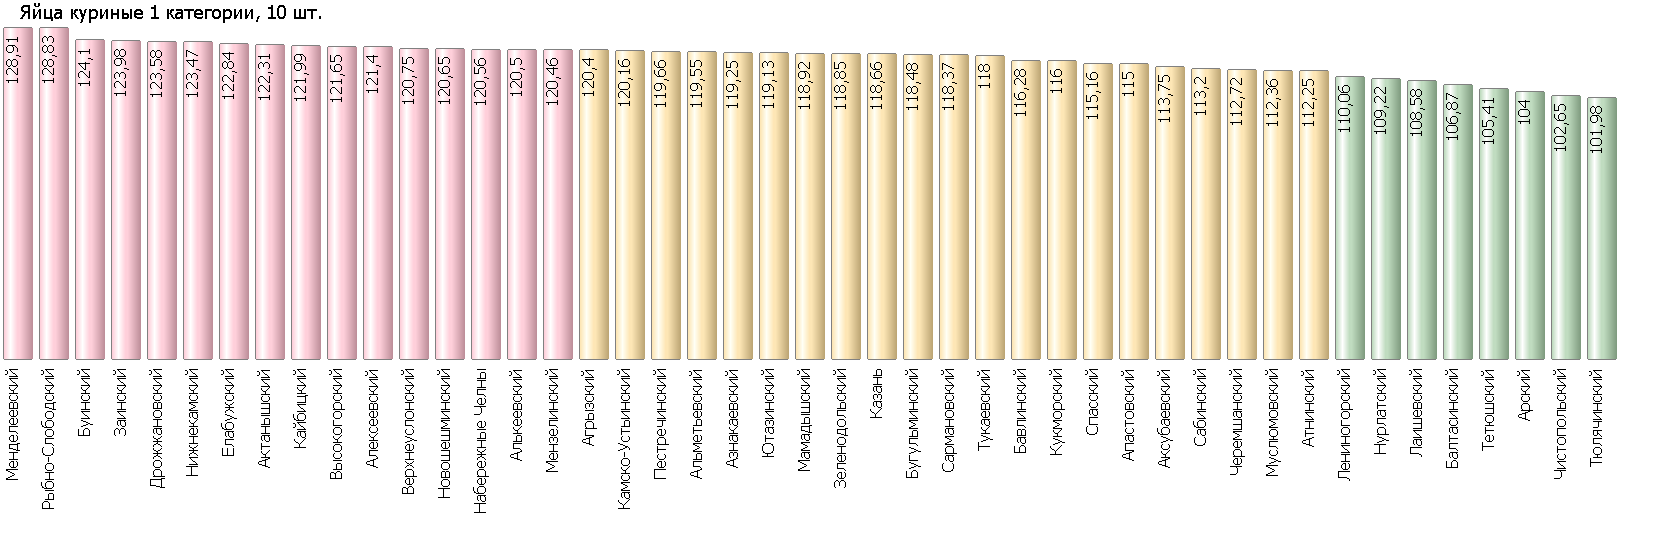 Яйца куриные 1 категории, 10 шт.
128,91
128,83
124,1
123,98
123,58
123,47
122,84
122,31
121,99
121,65
121,4
120,75
120,65
120,56
120,5
120,46
120,4
120,16
119,66
119,55
119,25
119,13
118,92
118,85
118,66
118,48
118,37
118
116,28
116
115,16
115
113,75
113,2
112,72
112,36
112,25
110,06
109,22
108,58
106,87
105,41
104
102,65
101,98
Менделеевский
Рыбно-Слободский
Буинский
Заинский
Дрожжановский
Нижнекамский
Елабужский
Актанышский
Кайбицкий
Высокогорский
Алексеевский
Верхнеуслонский
Новошешминский
Набережные Челны
Алькеевский
Мензелинский
Агрызский
Камско-Устьинский
Пестречинский
Альметьевский
Азнакаевский
Ютазинский
Мамадышский
Зеленодольский
Казань
Бугульминский
Сармановский
Тукаевский
Бавлинский
Кукморский
Спасский
Апастовский
Аксубаевский
Сабинский
Черемшанский
Муслюмовский
Атнинский
Лениногорский
Нурлатский
Лаишевский
Балтасинский
Тетюшский
Арский
Чистопольский
Тюлячинский